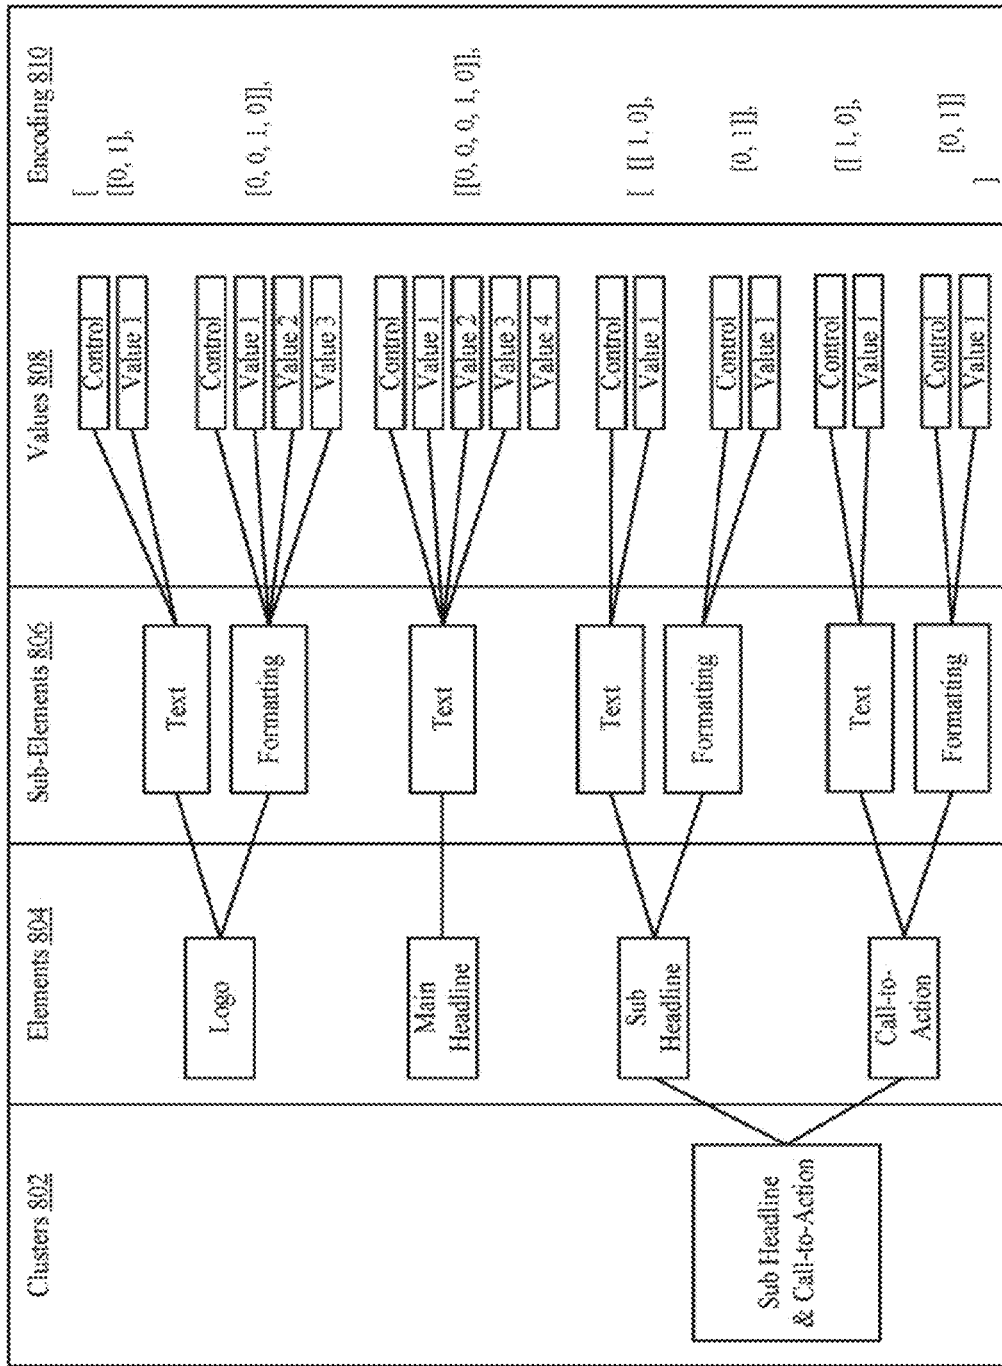 Clusters 802
Elements 804
Sub-Elements 806
Values 808
Encoding 810
Logo
Text
Control
Value 1
[
[[0, 1],
Formatting
Control
Value 1
Value 2
Value 3
[0, 0, 1, 0]],
Main
Headline
Text
Control
Value 1
Value 2
Value 3
Value 4
[[0, 0, 0, 1, 0]],
Sub Headline
& Call-to-Action
Sub
Headline
Text
Control
Value 1
[ [[ 1, 0],
Formatting
Control
Value 1
[0, 1]],
Call-to-
Action
Text
Control
Value 1
[[ 1, 0],
Formatting
Control
Value 1
[0, 1]]
]